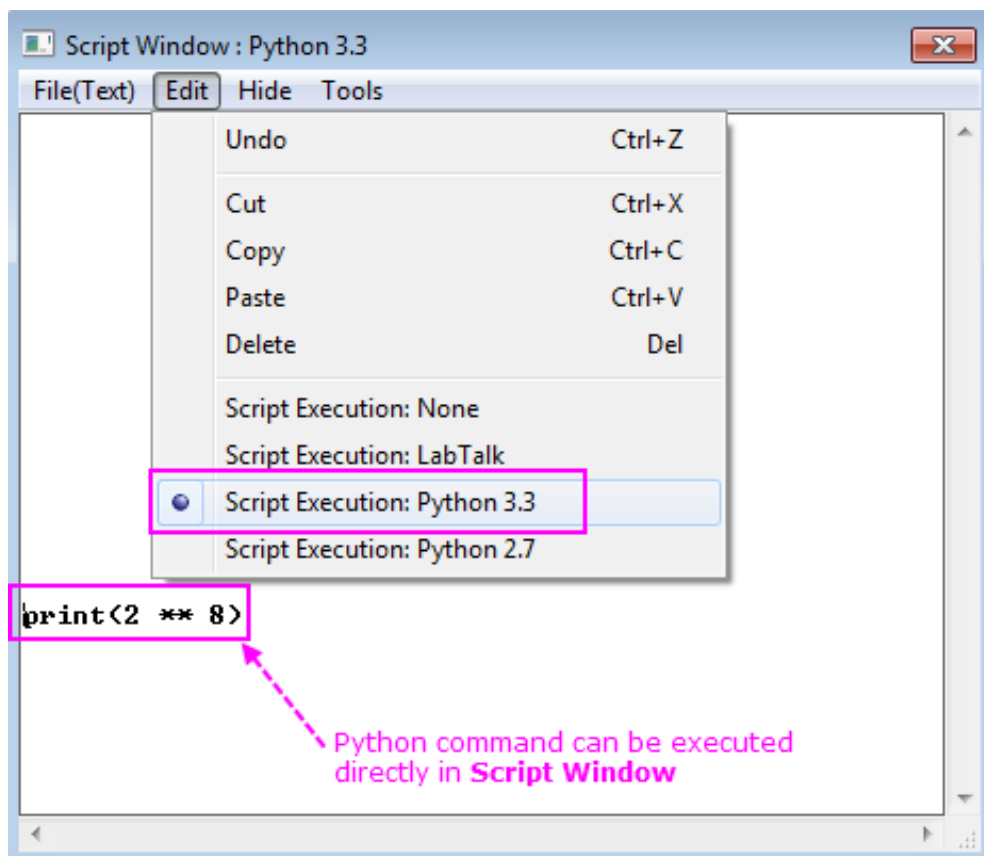 Script Window : Python 3.3
File(Text) Edit Hide Tools
Undo Ctrl+Z
Cut Ctrl+X
Copy Ctrl+C
Paste Ctrl+V
Delete Del
Script Execution: None
Script Execution: LabTalk
Script Execution: Python 3.3
Script Execution: Python 2.7
print(2 ** 8)
Python command can be executed
directly in Script Window